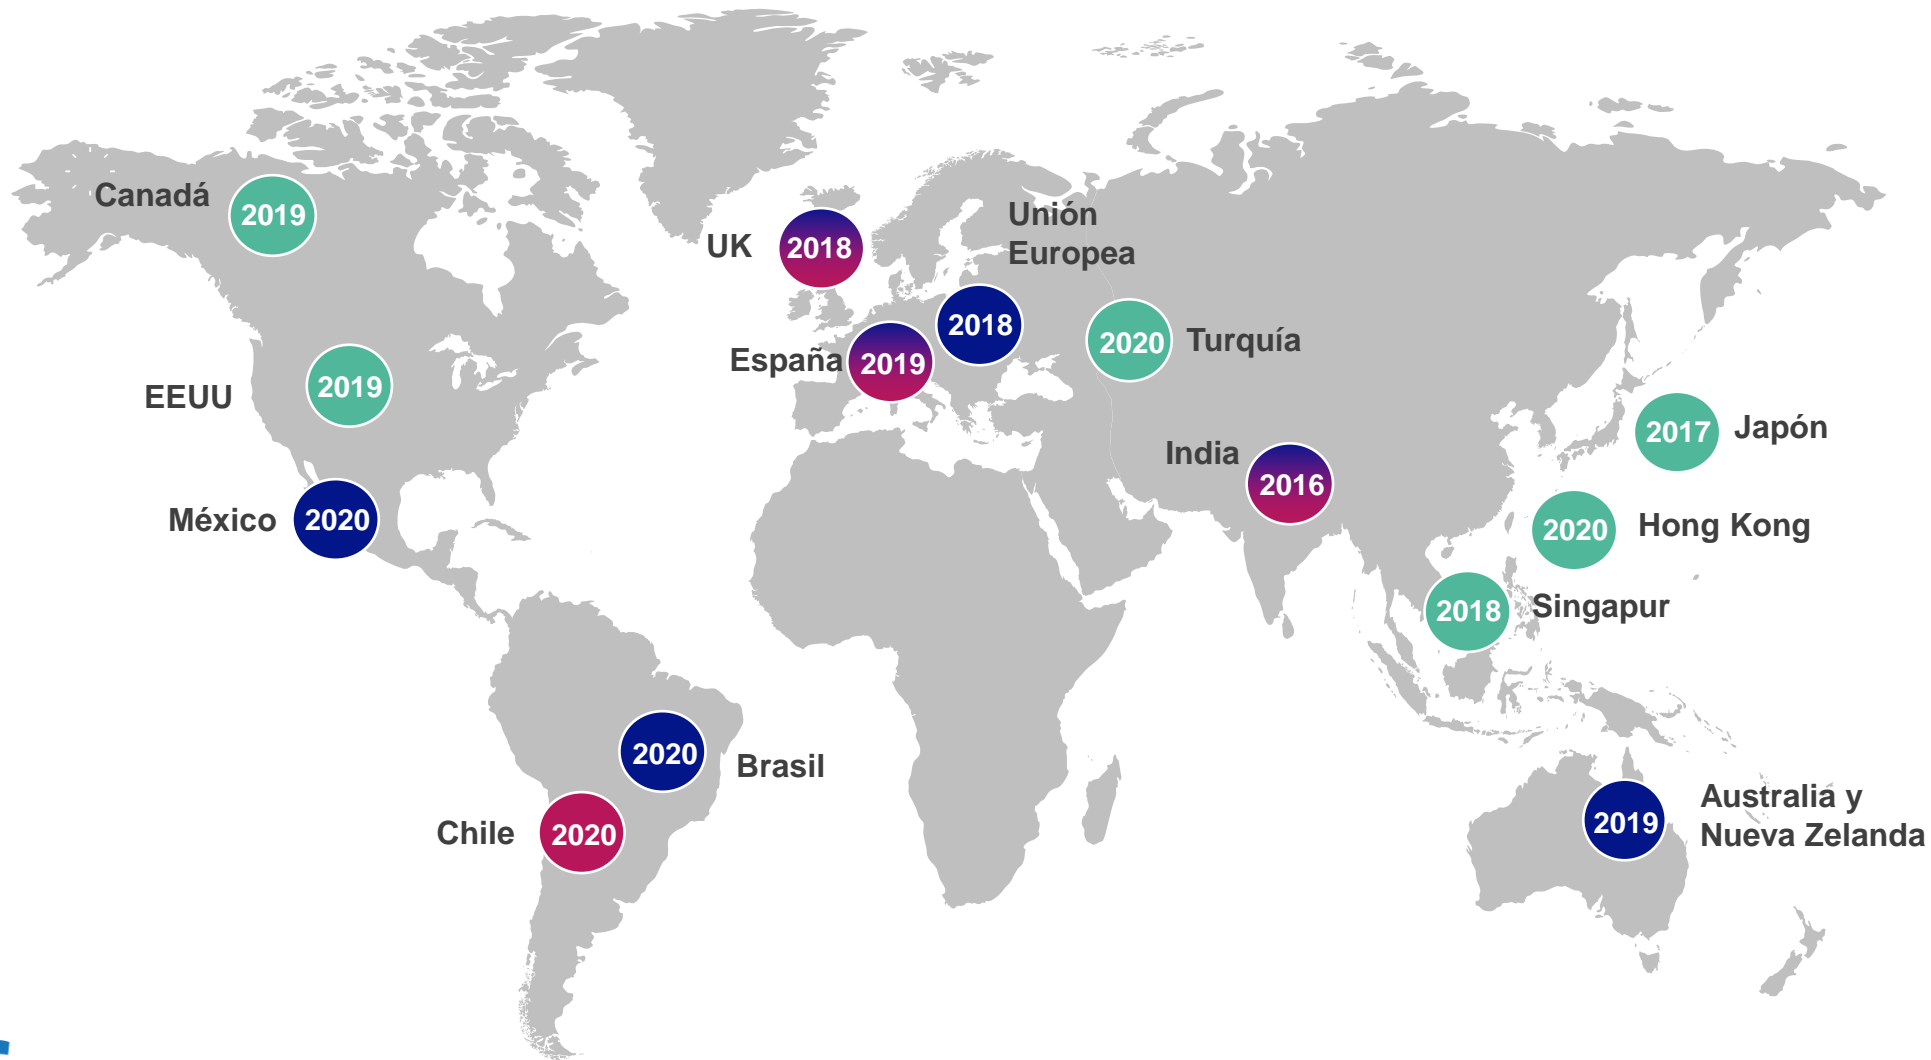 Canadá
2019
UK
2018
Unión
Europea
2018
España
2019
2020
Turquía
EEUU
2019
México
2020
India
2016
2017
Japón
2020
Hong Kong
2018
Singapur
2020
Brasil
Chile
2020
2019
Australia y
Nueva Zelanda